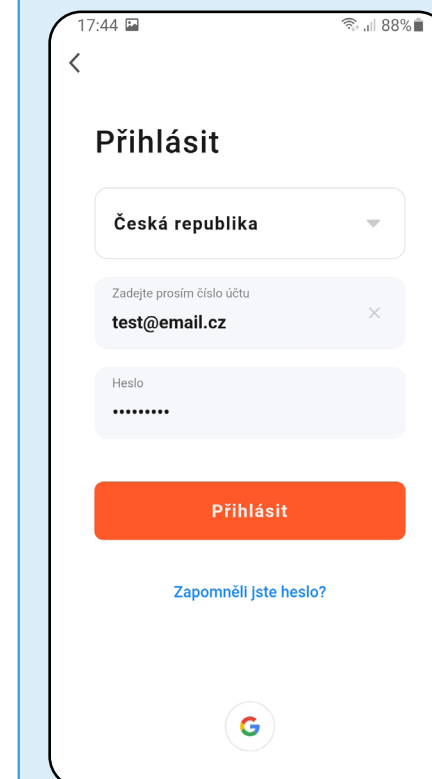 17:44 88%
Přihlásit
Česká republika
Zadejte prosím číslo účtu
test@email.cz
Heslo
•••••••••
Přihlásit
Zapomněli jste heslo?